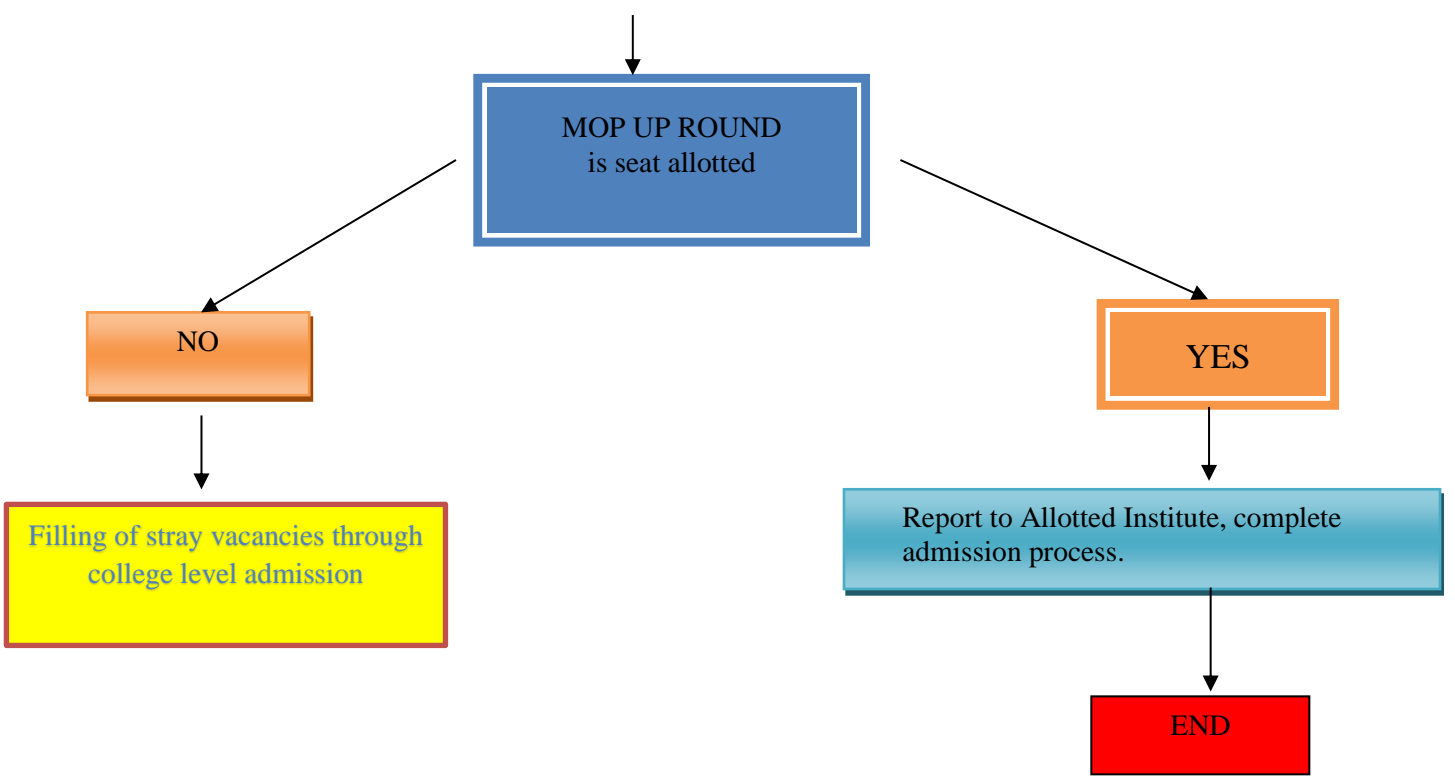 MOP UP ROUND
is seat allotted
NO
YES
Filling of stray vacancies through
college level admission
Report to Allotted Institute, complete
admission process.
END